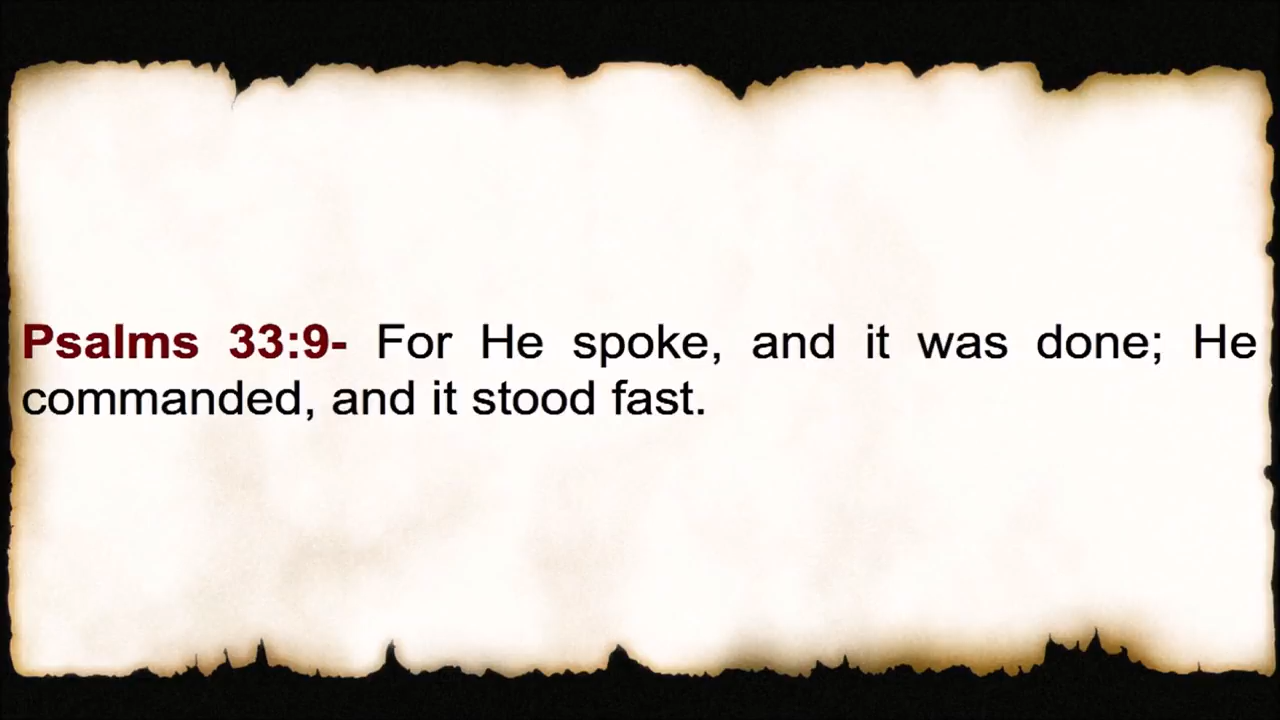 Psalms 33:9- For He spoke, and it was done; He
commanded, and it stood fast.